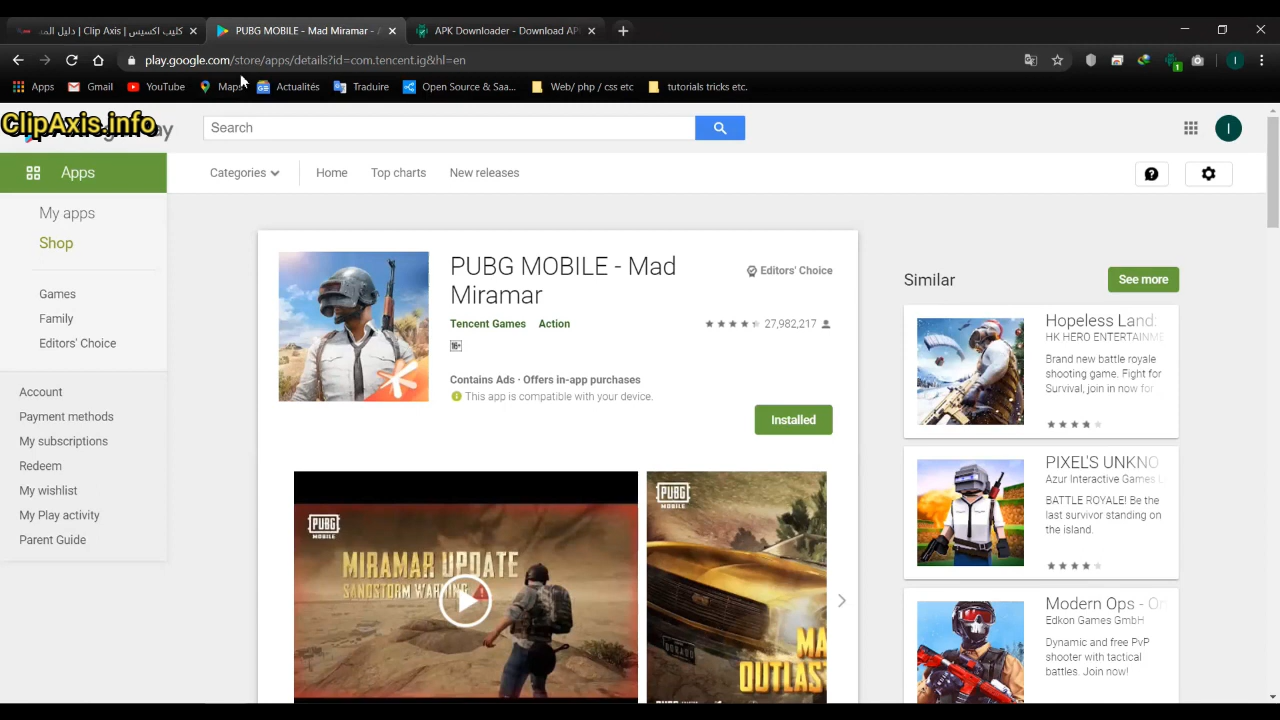 كليب اكسيس | Clip Axis | دليل المد
PUBG MOBILE - Mad Miramar - A
APK Downloader - Download APK
play.google.com/store/apps/details?id=com.tencent.ig&hl=en
Apps
Gmail
YouTube
Maps
Actualités
Traduire
Open Source & Saa...
Web/ php / css etc
tutorials tricks etc.
1
I
ClipAxis.info
Search
I
Apps
Categories
Home
Top charts
New releases
My apps
Shop
Games
Family
Editors' Choice
Account
Payment methods
My subscriptions
Redeem
My wishlist
My Play activity
Parent Guide
PUBG MOBILE - Mad
Miramar
Editors' Choice
Tencent Games Action
27,982,217
16+
Contains Ads · Offers in-app purchases
This app is compatible with your device.
Installed
PUBG
MOBILE
MIRAMAR UPDATE
SANDSTORM WARNING
PUBG
MOBILE
MA
OUTLAST
Similar
See more
Hopeless Land:
HK HERO ENTERTAINME
Brand new battle royale
shooting game. Fight for
Survival, join in now for
PIXEL'S UNKNO
Azur Interactive Games L
BATTLE ROYALE! Be the
last survivor standing on
the island.
Modern Ops - On
Edkon Games GmbH
Dynamic and free PvP
shooter with tactical
battles. Join now!